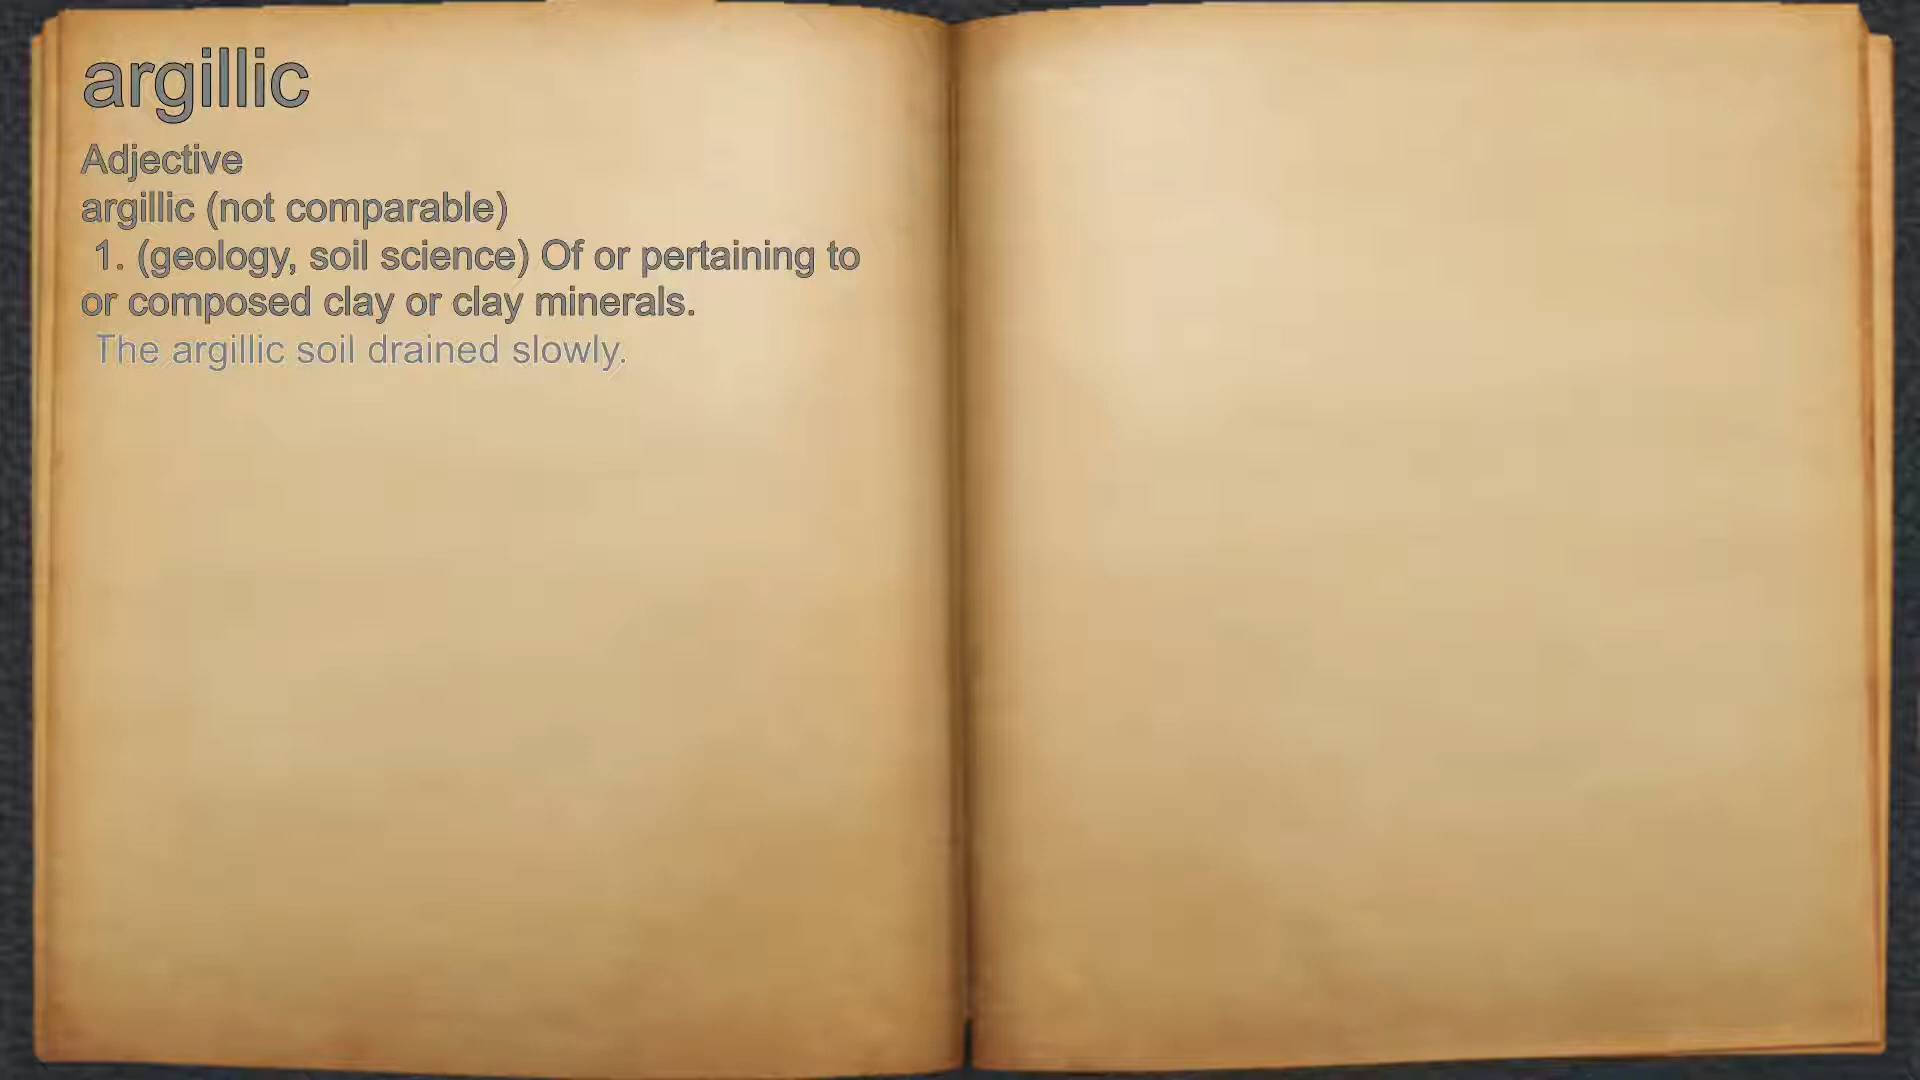 argillic
Adjective
argillic (not comparable)
1. (geology, soil science) Of or pertaining to
or composed clay or clay minerals.
The argillic soil drained slowly.